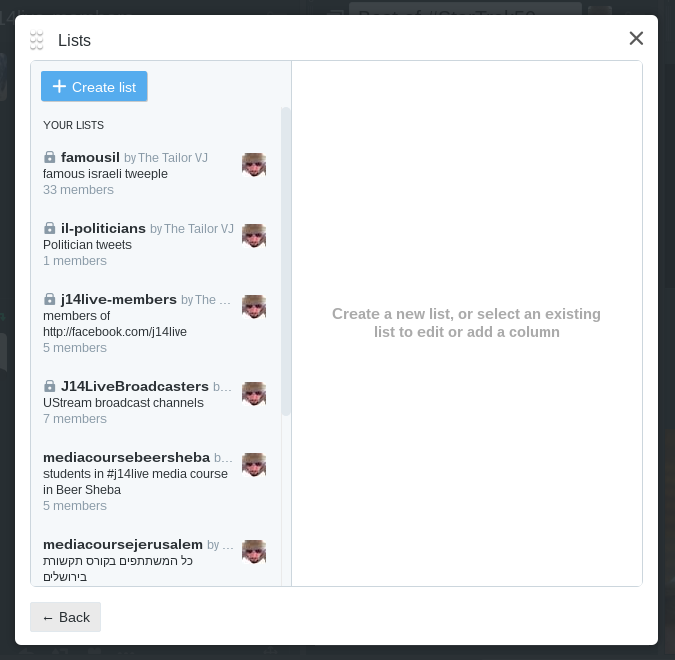 Lists
Create list
YOUR LISTS
famousil by The Tailor VJ
famous israeli tweeple
33 members
il-politicians by The Tailor VJ
Politician tweets
1 members
j14live-members by The ...
members of
http://facebook.com/j14live
5 members
J14LiveBroadcasters b...
UStream broadcast channels
7 members
mediacoursebeersheba b...
students in #j14live media course
in Beer Sheba
5 members
mediacoursejerusalem by ...
כל המשתתפים בקורס תקשורת
בירושלים
Create a new list, or select an existing
list to edit or add a column
← Back